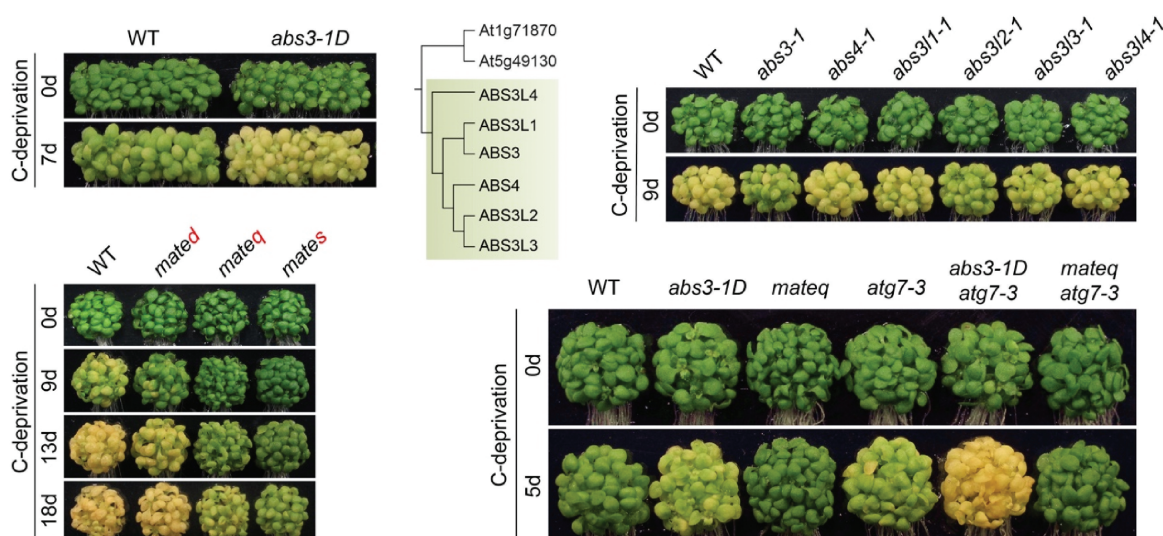 WT abs3-1D
C-deprivation
0d
7d
At1g71870
At5g49130
ABS3L4
ABS3L1
ABS3
ABS4
ABS3L2
ABS3L3
WT abs3-1 abs4-1 abs3l1-1 abs3l2-1 abs3l3-1 abs3l4-1
C-deprivation
0d
9d
WT mated mateq mates
C-deprivation
0d
9d
13d
18d
WT abs3-1D mateq atg7-3 abs3-1D atg7-3 mateq atg7-3
C-deprivation
0d
5d